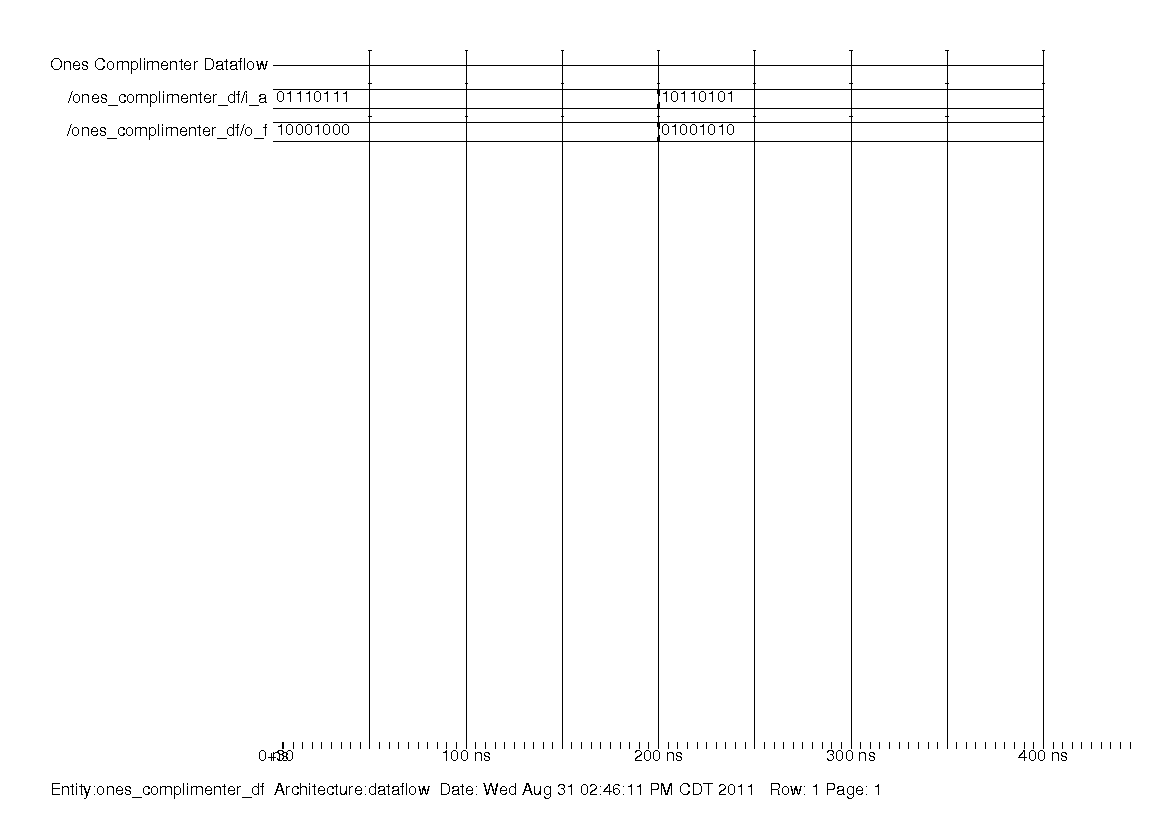 Ones Complimenter Dataflow
/ones_complimenter_df/i_a 01110111 10110101
/ones_complimenter_df/o_f 10001000 01001010
100 ns 200 ns 300 ns 400 ns
Entity:ones_complimenter_df Architecture:dataflow Date: Wed Aug 31 02:46:11 PM CDT 2011 Row: 1 Page: 1